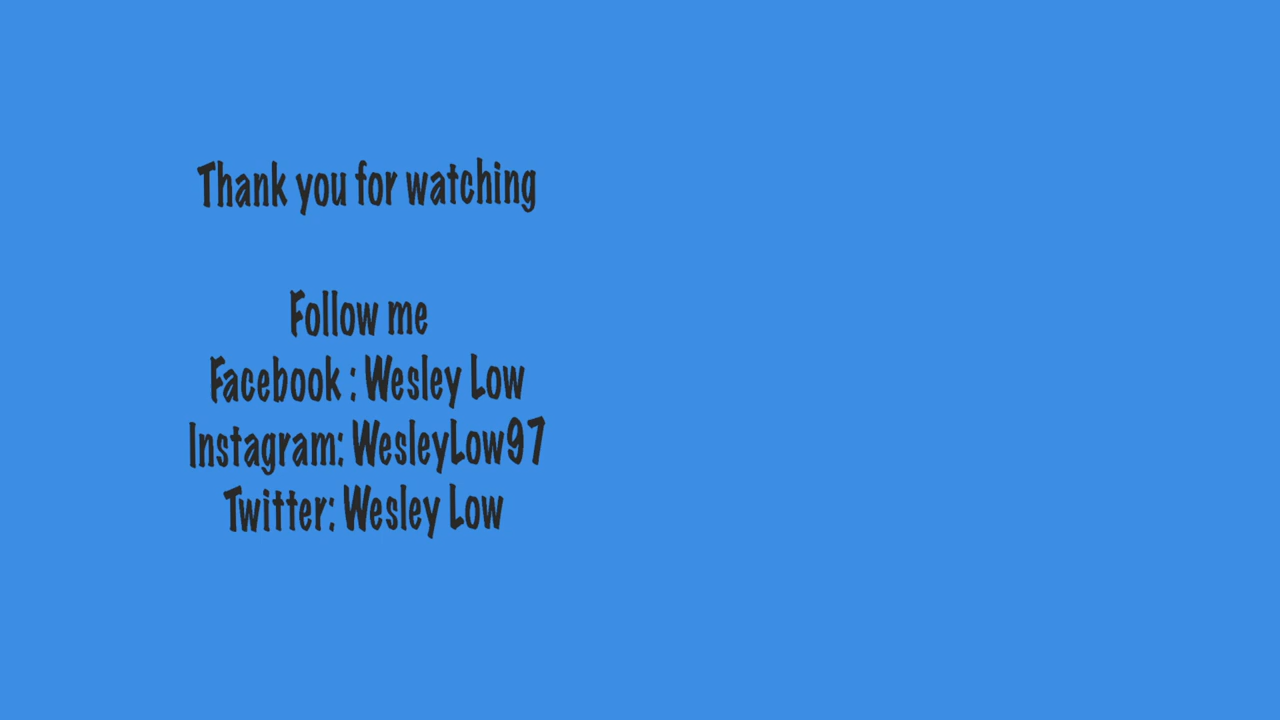 Thank you for watching
Follow me
Facebook : Wesley Low
Instagram: WesleyLow97
Twitter: Wesley Low